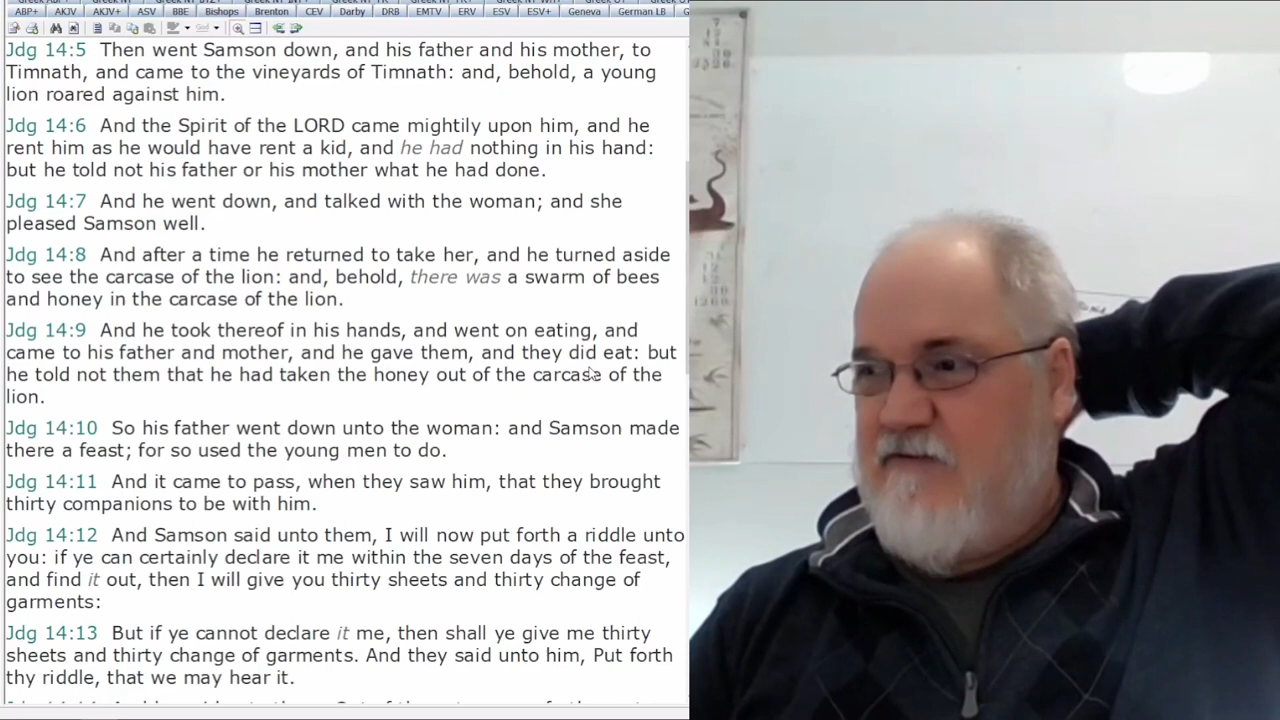 ABP+ AKJV AKJV+ ASV BBE Bishops Brenton CEV Darby DRB EMTV ERV ESV ESV+ Geneva German LB
Jdg 14:5 Then went Samson down, and his father and his mother, to
Timnath, and came to the vineyards of Timnath: and, behold, a young
lion roared against him.
Jdg 14:6 And the Spirit of the LORD came mightily upon him, and he
rent him as he would have rent a kid, and he had nothing in his hand:
but he told not his father or his mother what he had done.
Jdg 14:7 And he went down, and talked with the woman; and she
pleased Samson well.
Jdg 14:8 And after a time he returned to take her, and he turned aside
to see the carcase of the lion: and, behold, there was a swarm of bees
and honey in the carcase of the lion.
Jdg 14:9 And he took thereof in his hands, and went on eating, and
came to his father and mother, and he gave them, and they did eat: but
he told not them that he had taken the honey out of the carcase of the
lion.
Jdg 14:10 So his father went down unto the woman: and Samson made
there a feast; for so used the young men to do.
Jdg 14:11 And it came to pass, when they saw him, that they brought
thirty companions to be with him.
Jdg 14:12 And Samson said unto them, I will now put forth a riddle unto
you: if ye can certainly declare it me within the seven days of the feast,
and find it out, then I will give you thirty sheets and thirty change of
garments:
Jdg 14:13 But if ye cannot declare it me, then shall ye give me thirty
sheets and thirty change of garments. And they said unto him, Put forth
thy riddle, that we may hear it.